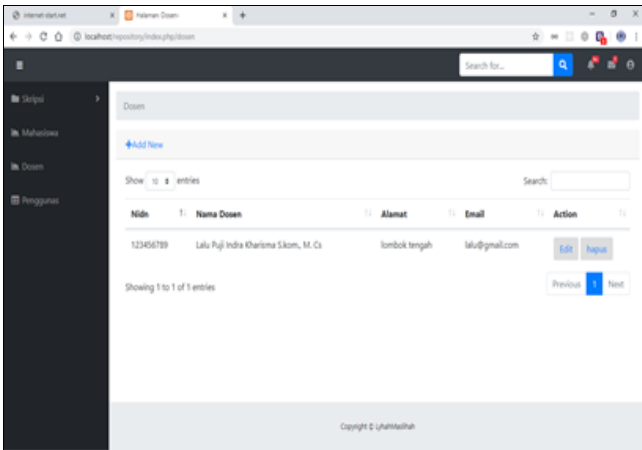 internet-start.net
Halaman Dosen
localhost/repository/index.php/dosen
Search for...
Skripsi
Mahasiswa
Dosen
Penggunas
Dosen
Add New
Show 10 entries
Search:
Nidn Nama Dosen Alamat Email Action
123456789 Lalu Puji Indra Kharisma S.kom,. M. Cs lombok tengah lalu@gmail.com Edit hapus
Showing 1 to 1 of 1 entries
Previous 1 Next
Copyright ©